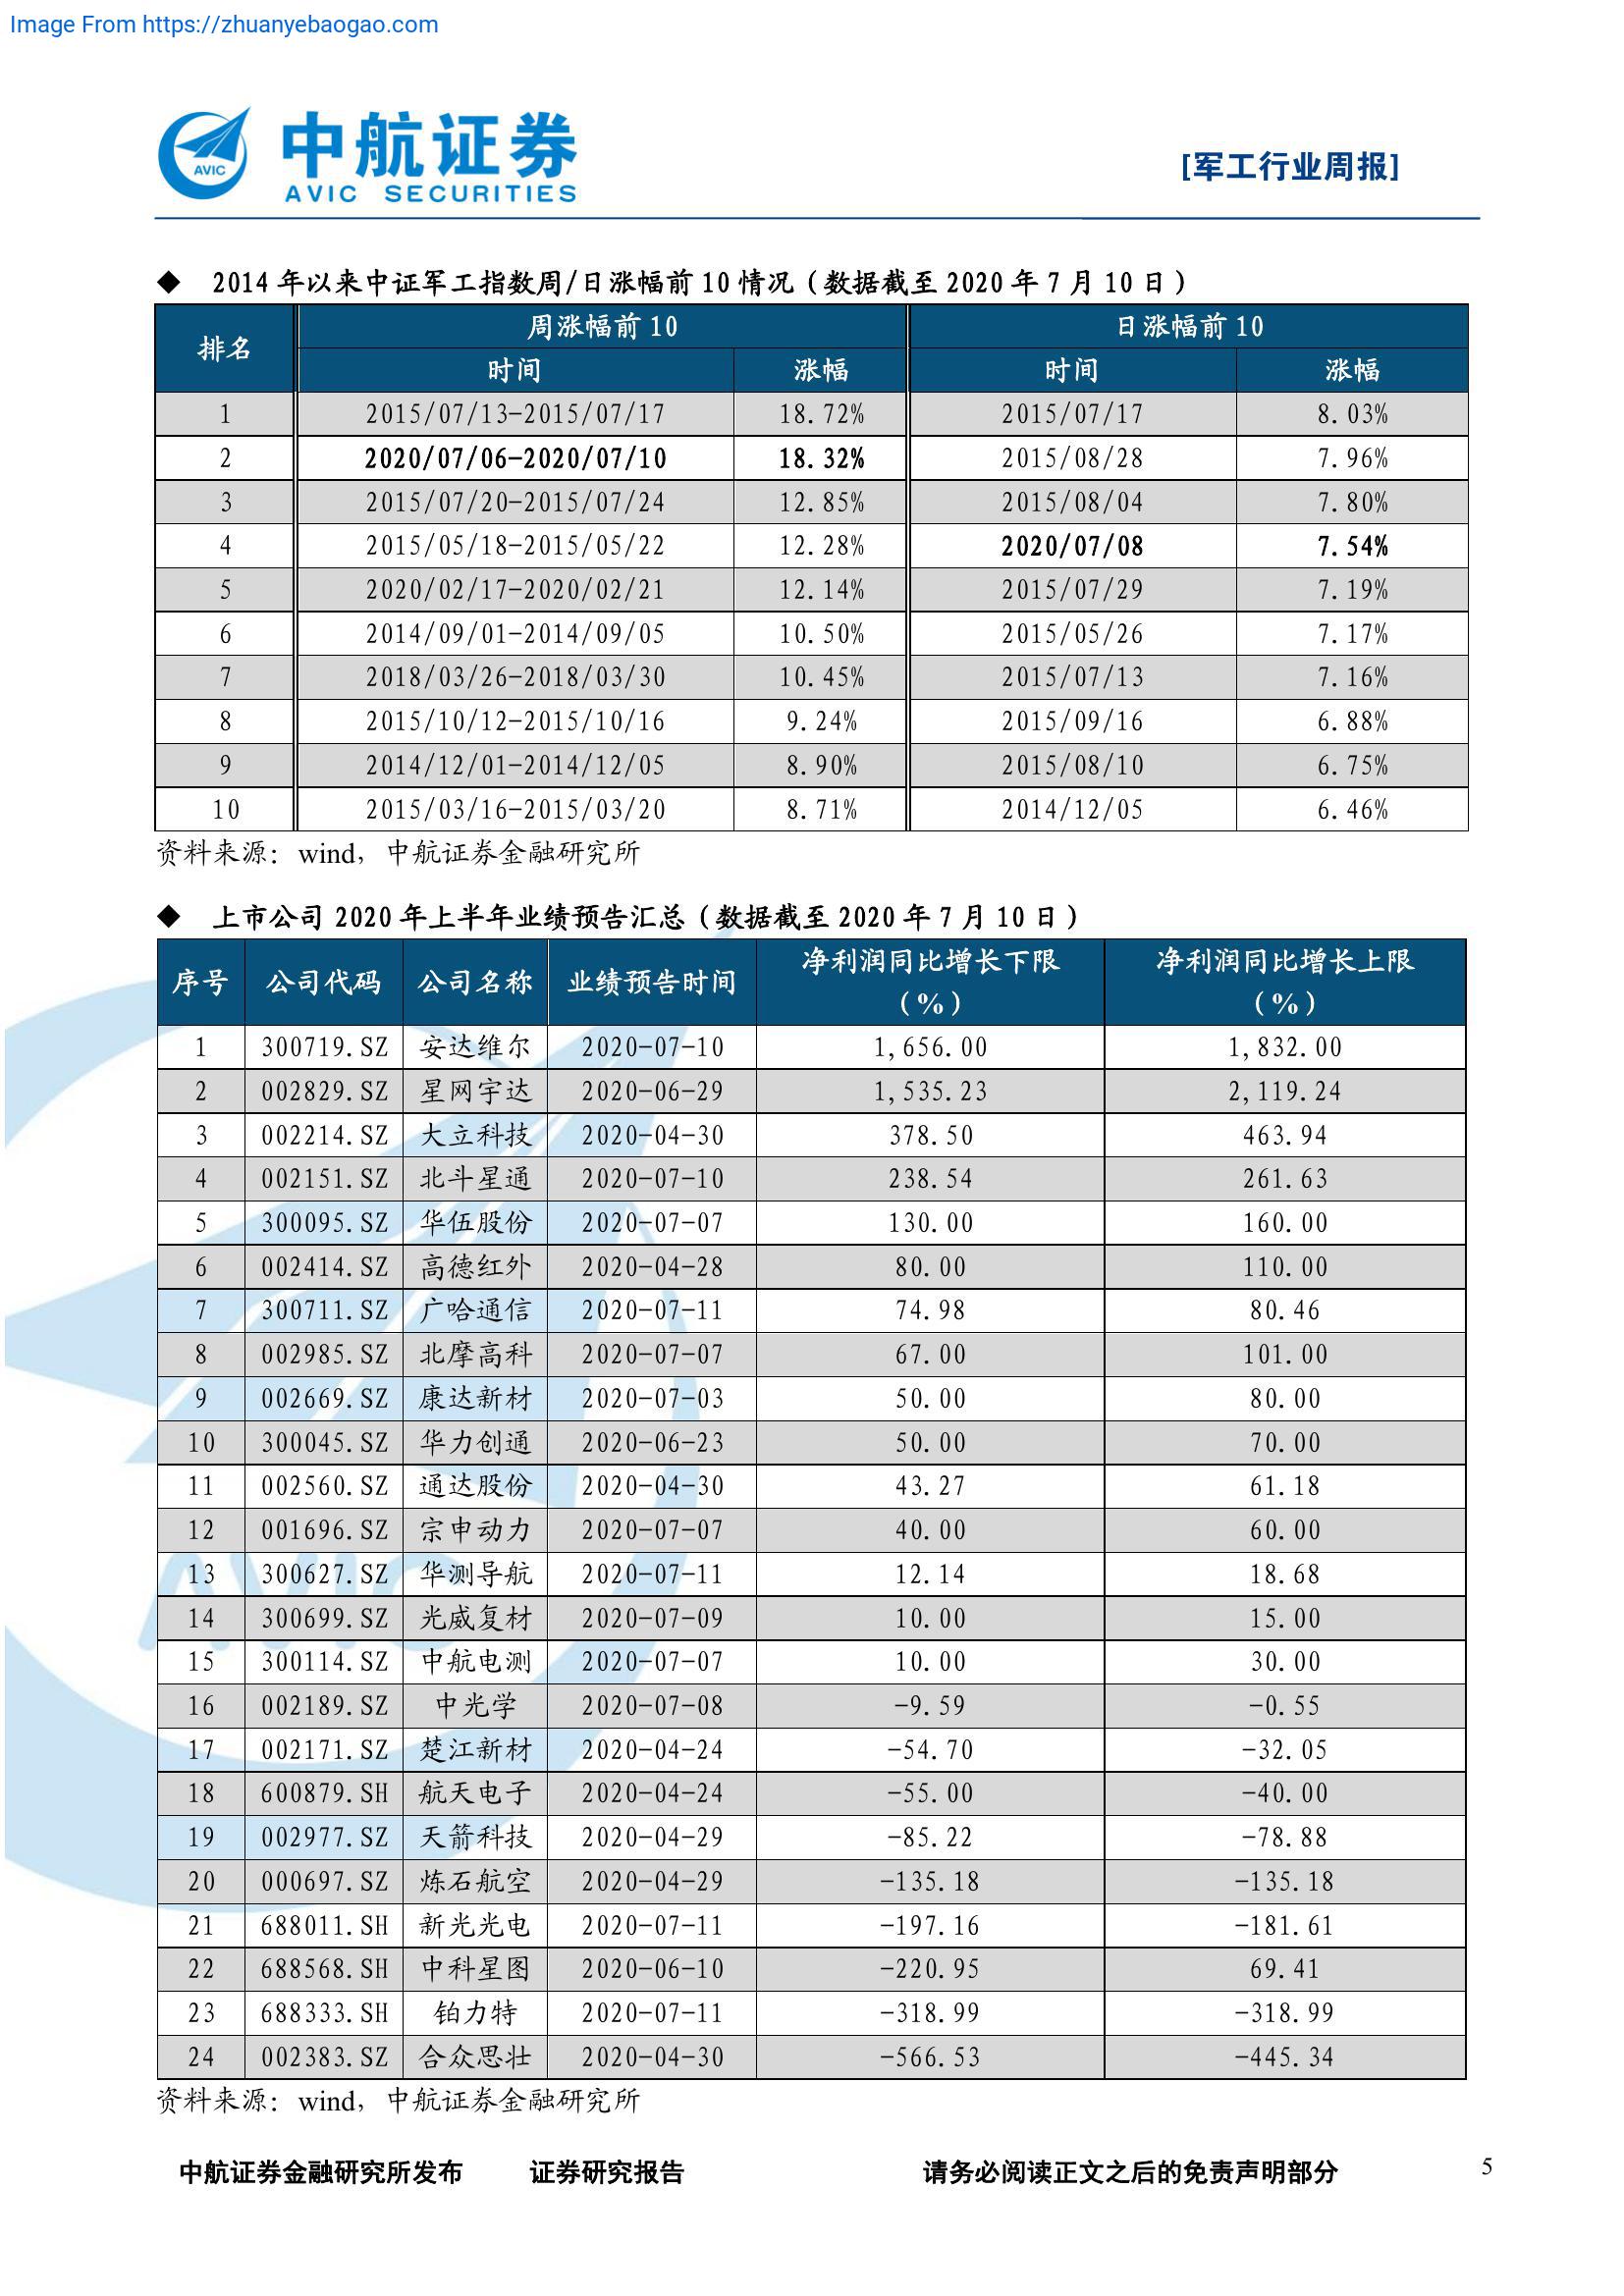 Image From https://zhuanyebaogao.com
中航证券
AVIC
AVIC SECURITIES
[军工行业周报]
◆ 2014 年以来中证军工指数周/日涨幅前 10 情况（数据截至 2020 年 7 月 10 日）
排名 周涨幅前 10 日涨幅前 10
时间 涨幅 时间 涨幅
1 2015/07/13-2015/07/17 18.72% 2015/07/17 8.03%
2 2020/07/06-2020/07/10 18.32% 2015/08/28 7.96%
3 2015/07/20-2015/07/24 12.85% 2015/08/04 7.80%
4 2015/05/18-2015/05/22 12.28% 2020/07/08 7.54%
5 2020/02/17-2020/02/21 12.14% 2015/07/29 7.19%
6 2014/09/01-2014/09/05 10.50% 2015/05/26 7.17%
7 2018/03/26-2018/03/30 10.45% 2015/07/13 7.16%
8 2015/10/12-2015/10/16 9.24% 2015/09/16 6.88%
9 2014/12/01-2014/12/05 8.90% 2015/08/10 6.75%
10 2015/03/16-2015/03/20 8.71% 2014/12/05 6.46%
资料来源：wind，中航证券金融研究所
◆ 上市公司 2020 年上半年业绩预告汇总（数据截至 2020 年 7 月 10 日）
序号 公司代码 公司名称 业绩预告时间 净利润同比增长下限（%） 净利润同比增长上限（%）
1 300719.SZ 安达维尔 2020-07-10 1,656.00 1,832.00
2 002829.SZ 星网宇达 2020-06-29 1,535.23 2,119.24
3 002214.SZ 大立科技 2020-04-30 378.50 463.94
4 002151.SZ 北斗星通 2020-07-10 238.54 261.63
5 300095.SZ 华伍股份 2020-07-07 130.00 160.00
6 002414.SZ 高德红外 2020-04-28 80.00 110.00
7 300711.SZ 广哈通信 2020-07-11 74.98 80.46
8 002985.SZ 北摩高科 2020-07-07 67.00 101.00
9 002669.SZ 康达新材 2020-07-03 50.00 80.00
10 300045.SZ 华力创通 2020-06-23 50.00 70.00
11 002560.SZ 通达股份 2020-04-30 43.27 61.18
12 001696.SZ 宗申动力 2020-07-07 40.00 60.00
13 300627.SZ 华测导航 2020-07-11 12.14 18.68
14 300699.SZ 光威复材 2020-07-09 10.00 15.00
15 300114.SZ 中航电测 2020-07-07 10.00 30.00
16 002189.SZ 中光学 2020-07-08 -9.59 -0.55
17 002171.SZ 楚江新材 2020-04-24 -54.70 -32.05
18 600879.SH 航天电子 2020-04-24 -55.00 -40.00
19 002977.SZ 天箭科技 2020-04-29 -85.22 -78.88
20 000697.SZ 炼石航空 2020-04-29 -135.18 -135.18
21 688011.SH 新光光电 2020-07-11 -197.16 -181.61
22 688568.SH 中科星图 2020-06-10 -220.95 69.41
23 688333.SH 铂力特 2020-07-11 -318.99 -318.99
24 002383.SZ 合众思壮 2020-04-30 -566.53 -445.34
资料来源：wind，中航证券金融研究所
中航证券金融研究所发布 证券研究报告 请务必阅读正文之后的免责声明部分 5